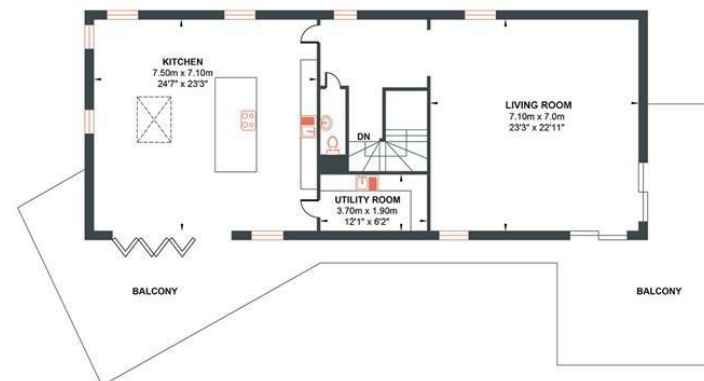 KITCHEN
7.50m x 7.10m
24'7" x 23'3"
LIVING ROOM
7.10m x 7.0m
23'3" x 22'11"
DN
UTILITY ROOM
3.70m x 1.90m
12'1" x 6'2"
BALCONY
BALCONY